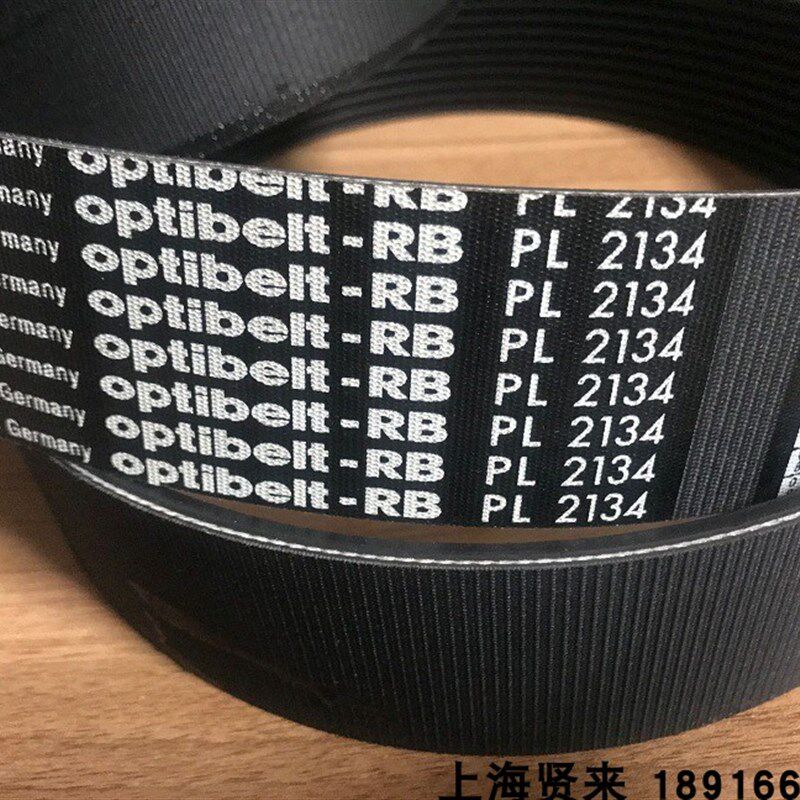 any optibelt-RB PL 2134
many optibelt-RB PL 2134
many optibelt-RB PL 2134
rmany optibelt-RB PL 2134
ermany optibelt-RB PL 2134
Germany optibelt-RB PL 2134
Germany optibelt-RB PL 2134
Germany optibelt-RB PL 2134
上海贤来 189166